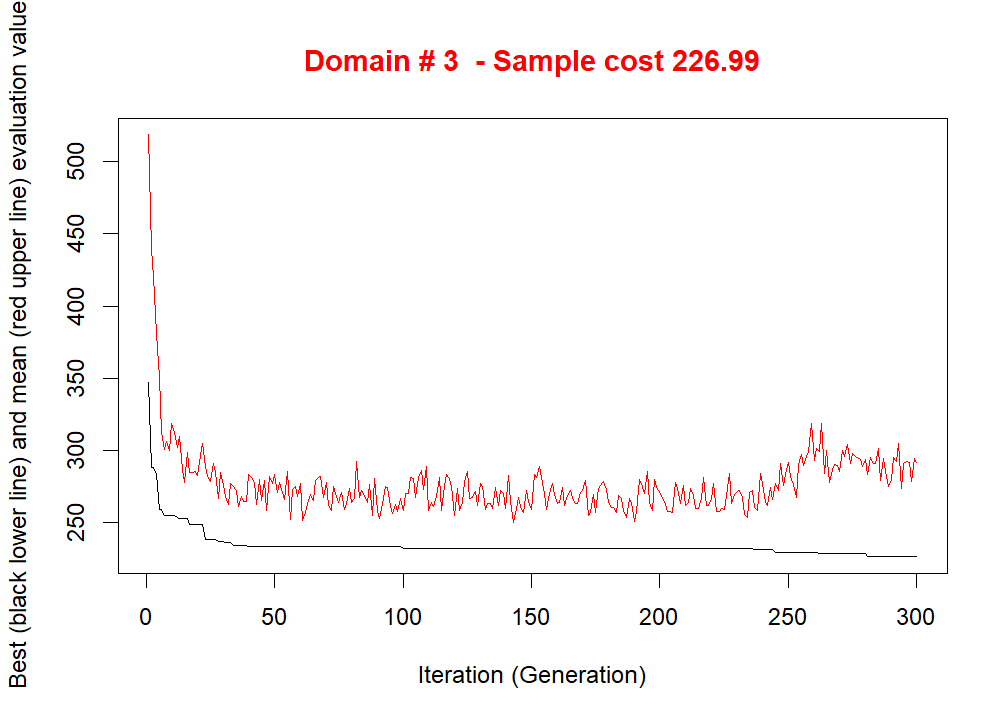 Domain # 3  - Sample cost 226.99
Best (black lower line) and mean (red upper line) evaluation value
500
450
400
350
300
250
0 50 100 150 200 250 300
Iteration (Generation)